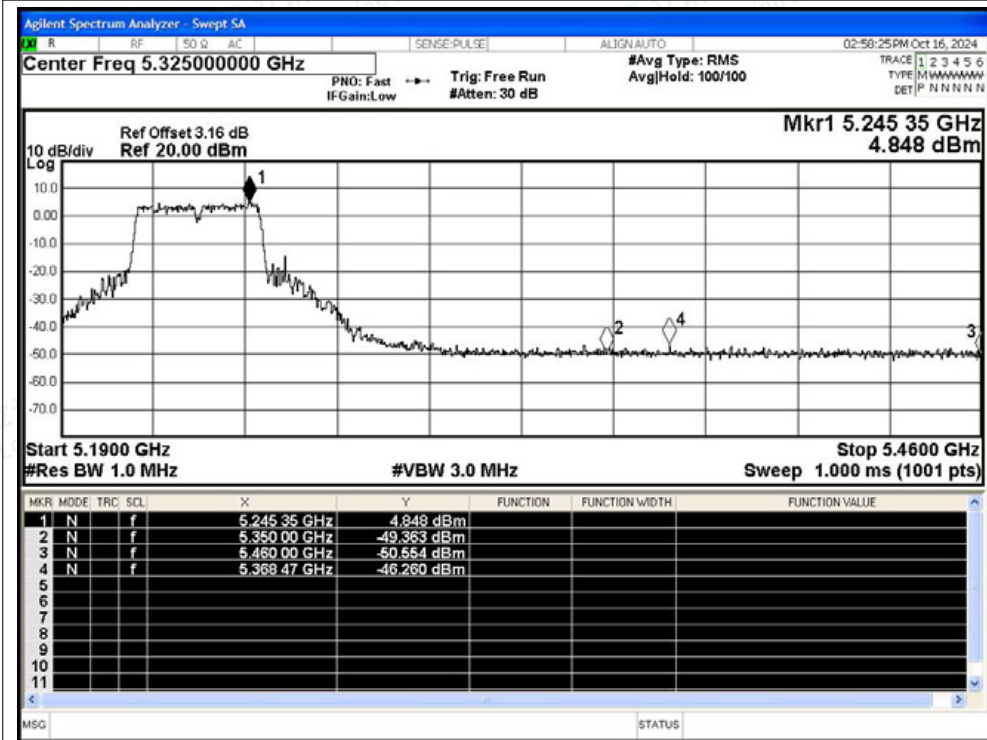 Agilent Spectrum Analyzer - Swept SA
LXI R RF 50 Ω AC SENSE:PULSE ALIGNAUTO 02:58:25PM Oct 16, 2024
Center Freq 5.325000000 GHz
PNO: Fast
IFGain:Low
Trig: Free Run
#Atten: 30 dB
#Avg Type: RMS
Avg|Hold: 100/100
TRACE 1 2 3 4 5 6
TYPE MWWWWW
DET P N N N N N
Mkr1 5.245 35 GHz
4.848 dBm
Ref Offset 3.16 dB
10 dB/div Ref 20.00 dBm
Log
10.0
0.00
-10.0
-20.0
-30.0
-40.0
-50.0
-60.0
-70.0
1
2
4
3
Start 5.1900 GHz Stop 5.4600 GHz
#Res BW 1.0 MHz #VBW 3.0 MHz Sweep 1.000 ms (1001 pts)
MKR MODE TRC SCL X Y FUNCTION FUNCTION WIDTH FUNCTION VALUE
1 N f 5.245 35 GHz 4.848 dBm
2 N f 5.350 00 GHz -49.363 dBm
3 N f 5.460 00 GHz -50.554 dBm
4 N f 5.368 47 GHz -46.260 dBm
5
6
7
8
9
10
11
MSG STATUS